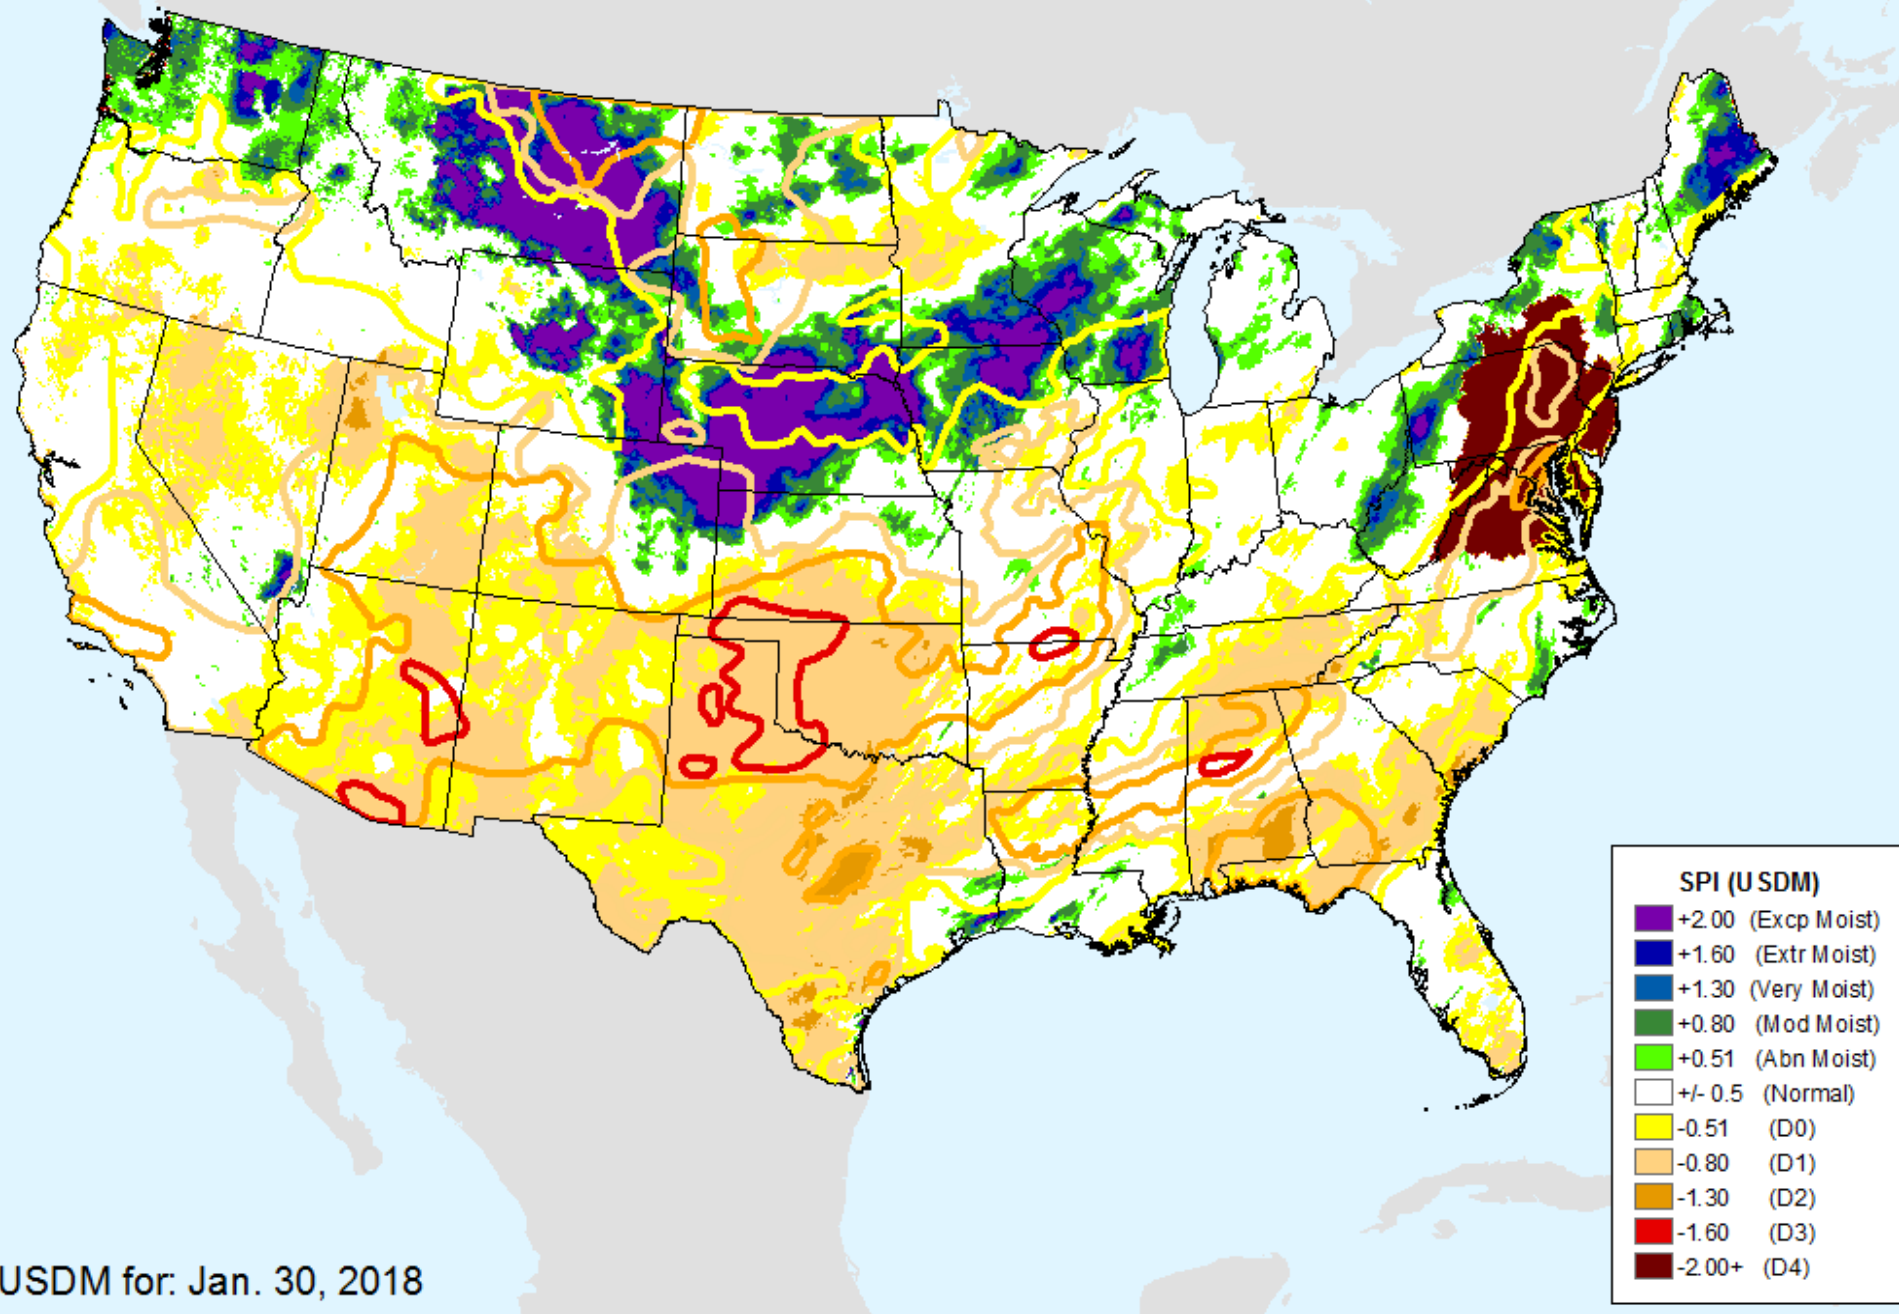 SPI (USDM)
+2.00 (Excp Moist)
+1.60 (Extr Moist)
+1.30 (Very Moist)
+0.80 (Mod Moist)
+0.51 (Abn Moist)
+/- 0.5 (Normal)
-0.51 (D0)
-0.80 (D1)
-1.30 (D2)
-1.60 (D3)
-2.00+ (D4)
USDM for: Jan. 30, 2018